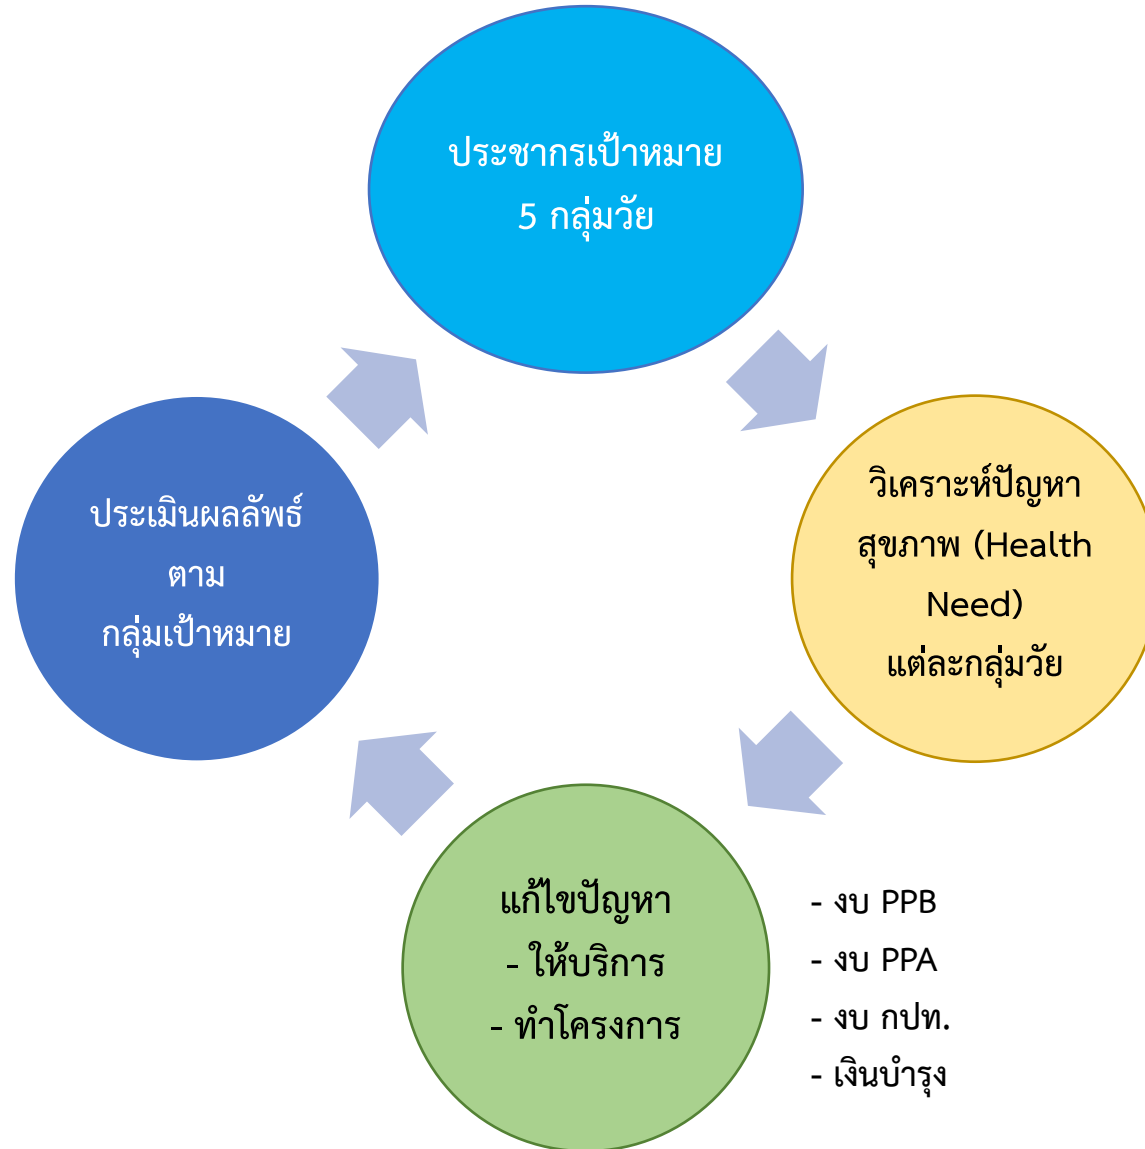 ประชากรเป้าหมาย
5 กลุ่มวัย
วิเคราะห์ปัญหา
สุขภาพ (Health
Need)
แต่ละกลุ่มวัย
แก้ไขปัญหา
- ให้บริการ
- ทำโครงการ
- งบ PPB
- งบ PPA
- งบ กปท.
- เงินบำรุง
ประเมินผลลัพธ์
ตาม
กลุ่มเป้าหมาย